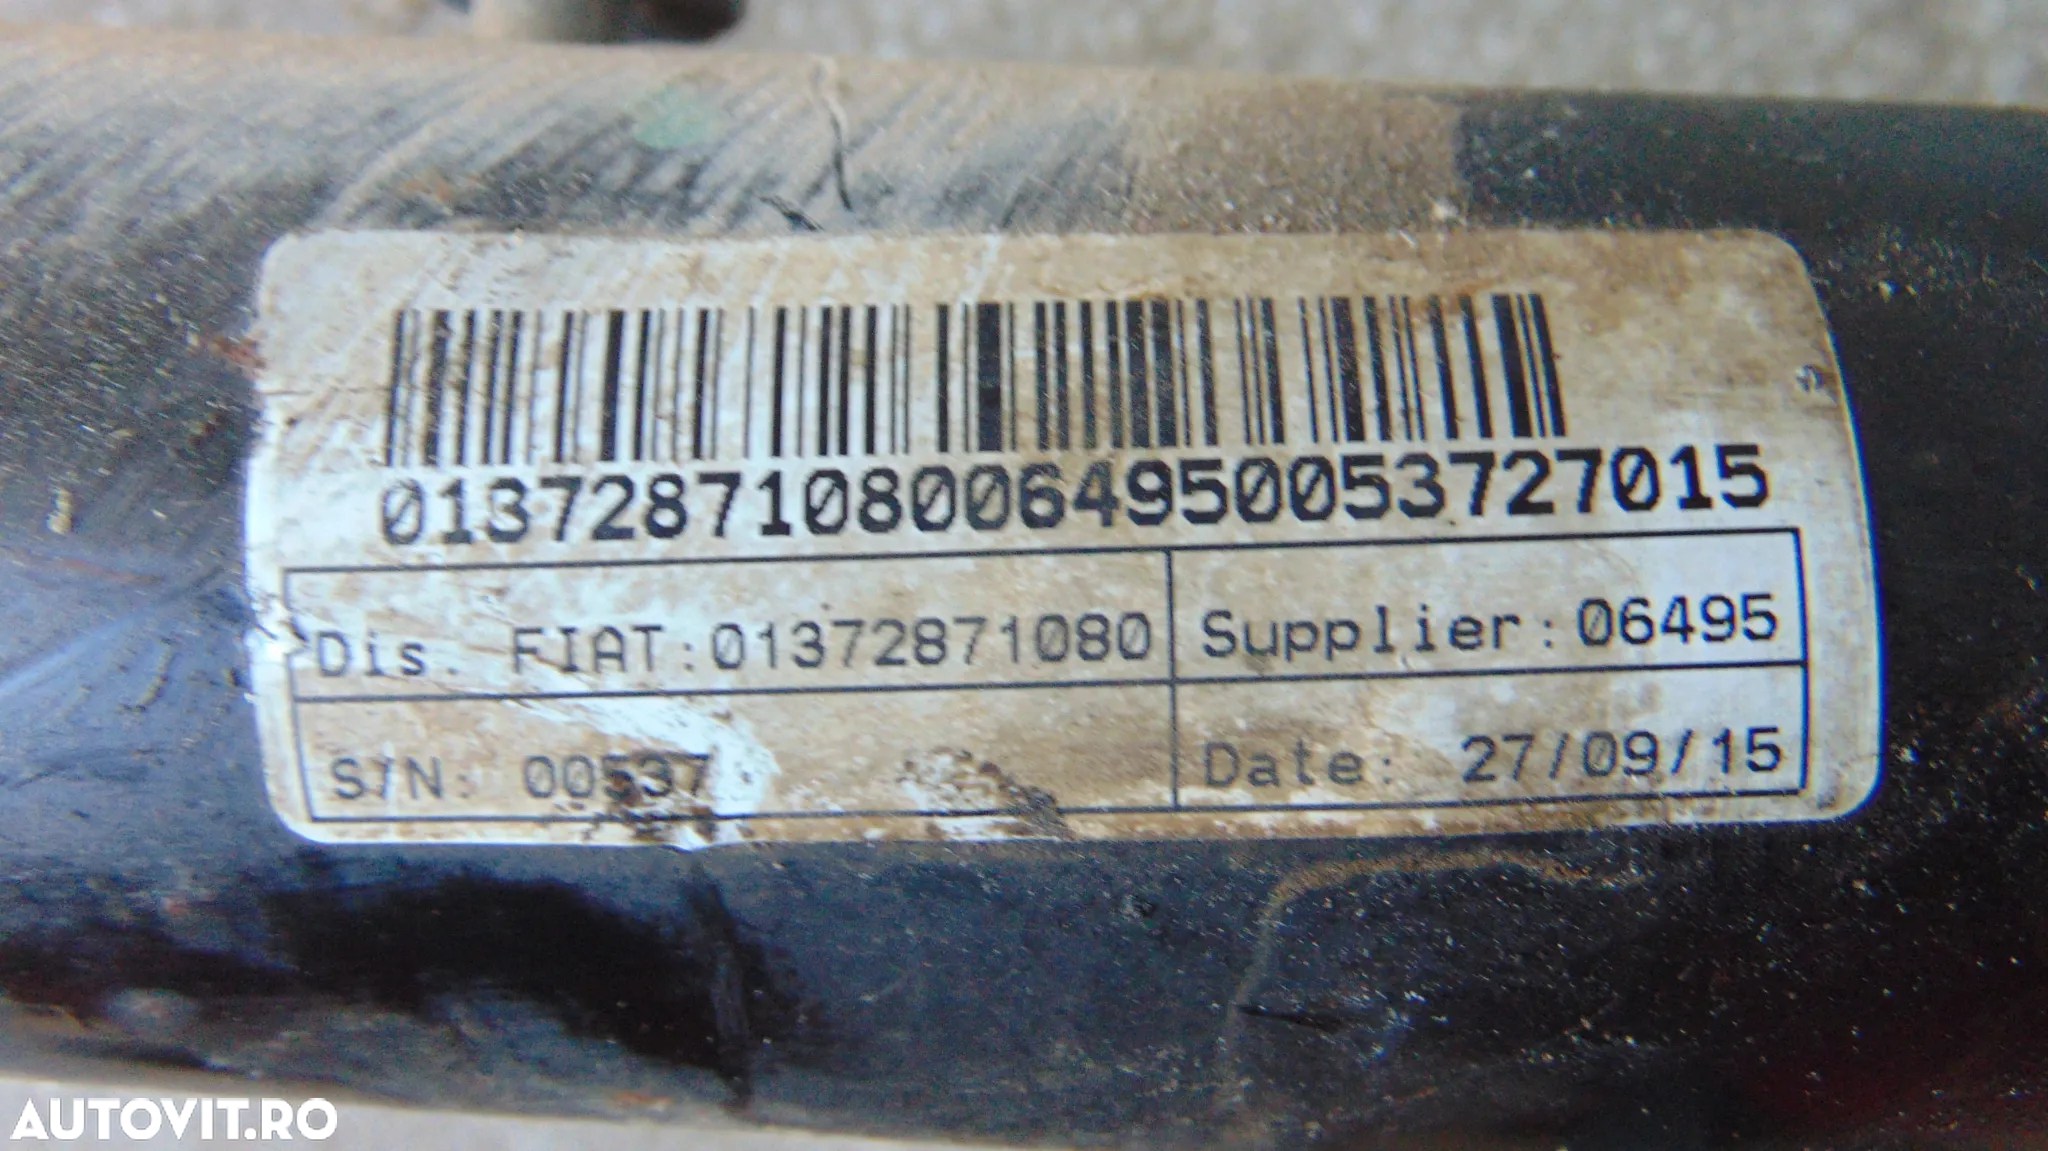 01372871080064950053727015
Dis. FIAT:01372871080
Supplier:06495
S/N: 00537
Date: 27/09/15
AUTOVIT.RO